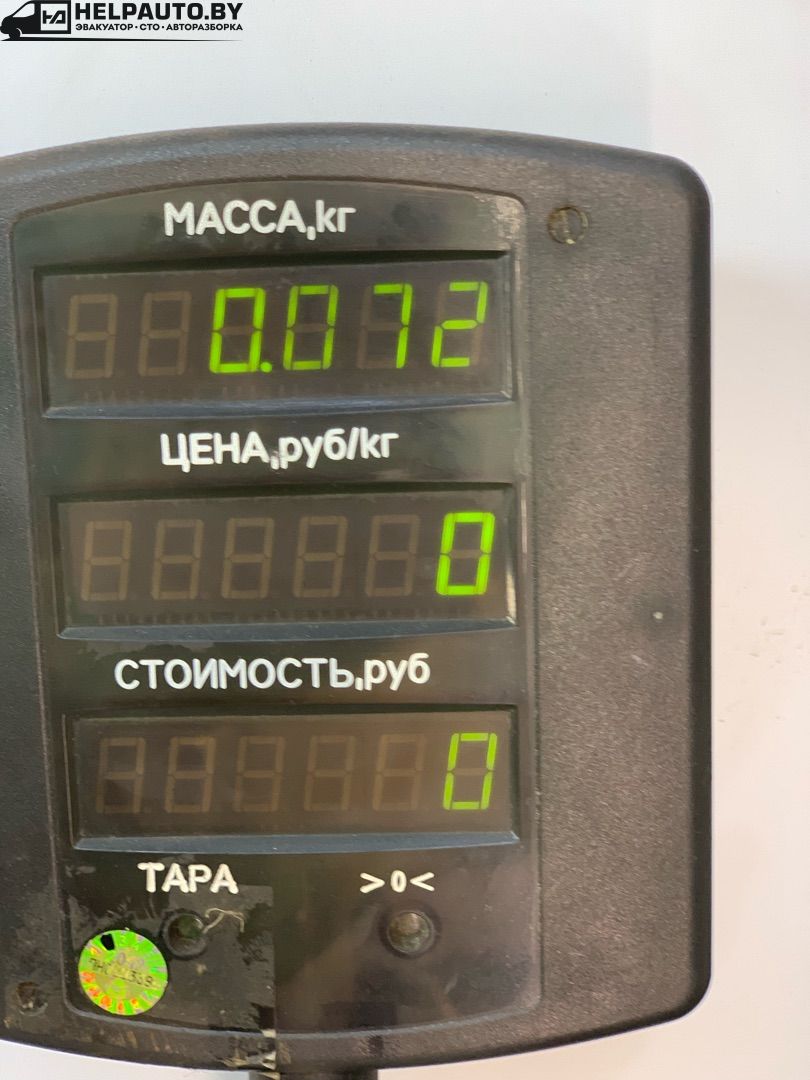 HELPAUTO.BY
ЭВАКУАТОР • СТО • АВТОРАЗБОРКА
МАССА,кг
0.072
ЦЕНА,руб/кг
0
СТОИМОСТЬ,руб
0
ТАРА >0<